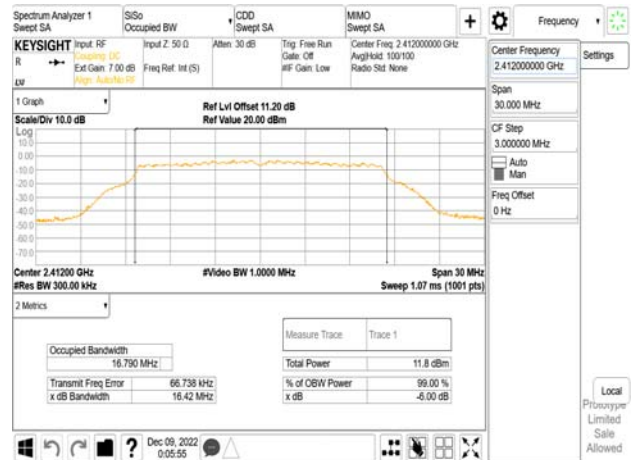 Spectrum Analyzer 1
Swept SA
SiSo
Occupied BW
CDD
Swept SA
MIMO
Swept SA
Frequency
KEYSIGHT
R
Input: RF
Coupling: DC
Ext Gain: 7.00 dB
Align: Auto/No RF
Input Z: 50 Ω
Freq Ref: Int (S)
Atten: 30 dB
Trig: Free Run
Gate: Off
#IF Gain: Low
Center Freq: 2.412000000 GHz
Avg|Hold: 100/100
Radio Std: None
Center Frequency
2.412000000 GHz
Settings
Span
30.000 MHz
CF Step
3.000000 MHz
Auto
Man
Freq Offset
0 Hz
1 Graph
Scale/Div 10.0 dB
Ref Lvl Offset 11.20 dB
Ref Value 20.00 dBm
Log
10.0
0.00
-10.0
-20.0
-30.0
-40.0
-50.0
-60.0
-70.0
Center 2.41200 GHz
#Res BW 300.00 kHz
#Video BW 1.0000 MHz
Span 30 MHz
Sweep 1.07 ms (1001 pts)
2 Metrics
Measure Trace
Trace 1
Occupied Bandwidth
16.790 MHz
Total Power
11.8 dBm
Transmit Freq Error
66.738 kHz
% of OBW Power
99.00 %
x dB Bandwidth
16.42 MHz
x dB
-6.00 dB
Local
Prototype
Limited
Sale
Allowed
?
Dec 09, 2022
0:05:55